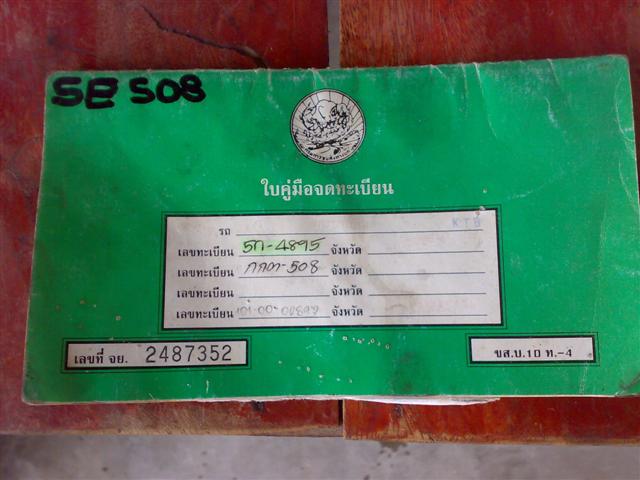 SE 508
ใบคู่มือจดทะเบียน
รถ KTB
เลขทะเบียน 5ก-4895 จังหวัด
เลขทะเบียน กกต-508 จังหวัด
เลขทะเบียน จังหวัด
เลขทะเบียน จังหวัด
เลขที่ จย. 2487352
ขส.บ.10 ท.-4